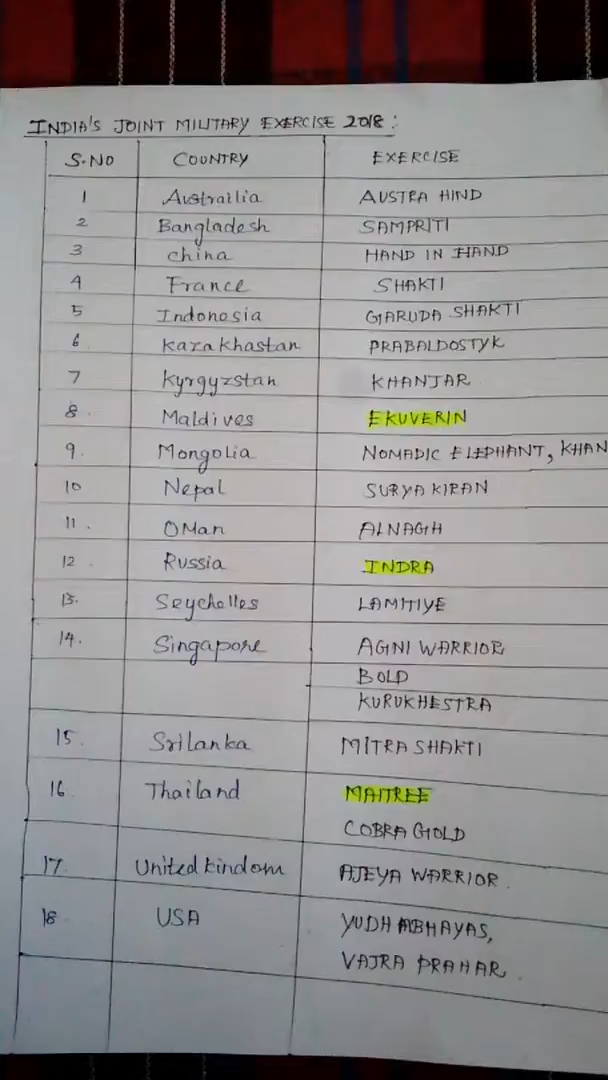 INDIA'S JOINT MILITARY EXERCISE 2018:
S.NO COUNTRY EXERCISE
1 Austrailia AUSTRA HIND
2 Bangladesh SAMPRITI
3 china HAND IN HAND
4 France SHAKTI
5 Indonesia GARUDA SHAKTI
6 Kazakhastan PRABALDOSTYK
7 Kyrgyzstan KHANJAR
8. Maldives EKUVERIN
9. Mongolia NOMADIC ELEPHANT, KHAN
10 Nepal SURYA KIRAN
11. OMan ALNAGH
12. Russia INDRA
13. Seychelles LAMITIYE
14. Singapore AGNI WARRIOR
BOLD
KURUKHESTRA
15. Srilanka MITRA SHAKTI
16. Thailand MAITREE
COBRA GOLD
17. United kindom AJEYA WARRIOR.
18 USA YUDH ABHAYAS,
VAJRA PRAHAR.